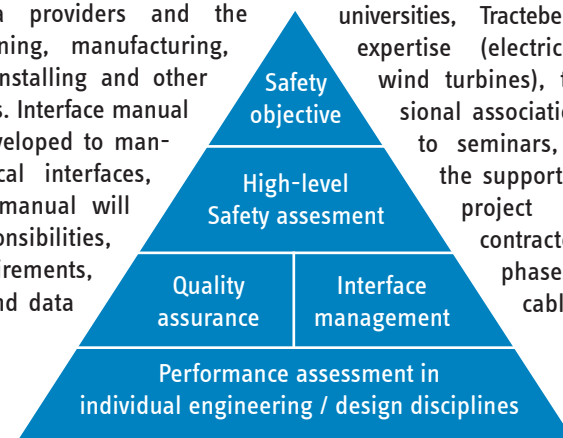 a providers and the
ning, manufacturing,
nstalling and other
s. Interface manual
veloped to man-
cal interfaces,
manual will
onsibilities,
irements,
nd data
Safety
objective
High-level
Safety assesment
Quality
assurance
Interface
management
Performance assessment in
individual engineering / design disciplines
universities, Tractebe
expertise (electric
wind turbines), t
sional associatio
to seminars,
the support
project
contracto
phase
cabl